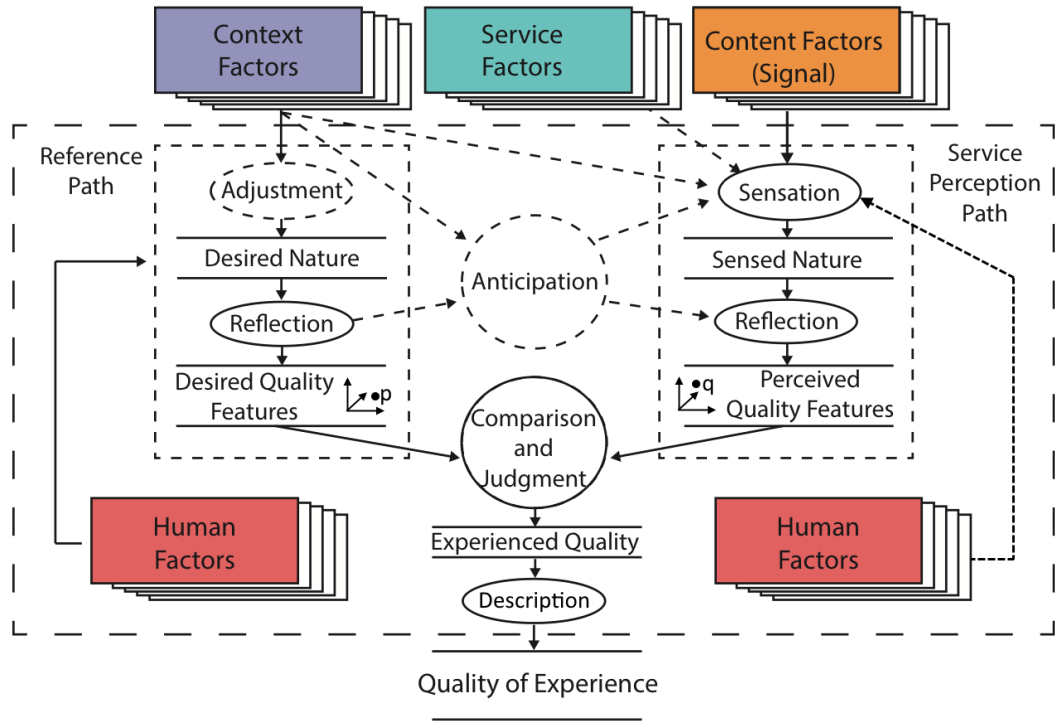 Context
Factors
Service
Factors
Content Factors
(Signal)
Reference
Path
Service
Perception
Path
Adjustment
Sensation
Desired Nature
Anticipation
Sensed Nature
Reflection
Reflection
Desired Quality
Features
p
q
Perceived
Quality Features
Comparison
and
Judgment
Human
Factors
Human
Factors
Experienced Quality
Description
Quality of Experience